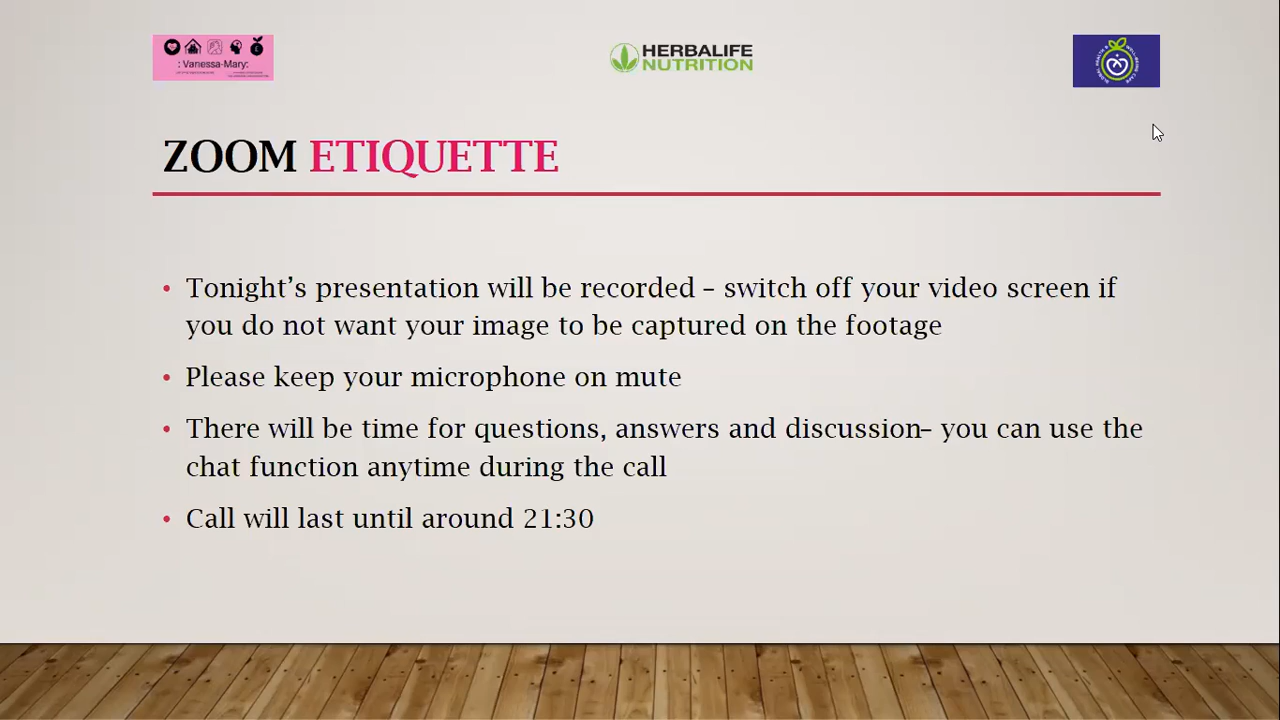 : Vanessa-Mary:
HERBALIFE
NUTRITION
ZOOM ETIQUETTE
• Tonight’s presentation will be recorded – switch off your video screen if
you do not want your image to be captured on the footage
• Please keep your microphone on mute
• There will be time for questions, answers and discussion– you can use the
chat function anytime during the call
• Call will last until around 21:30